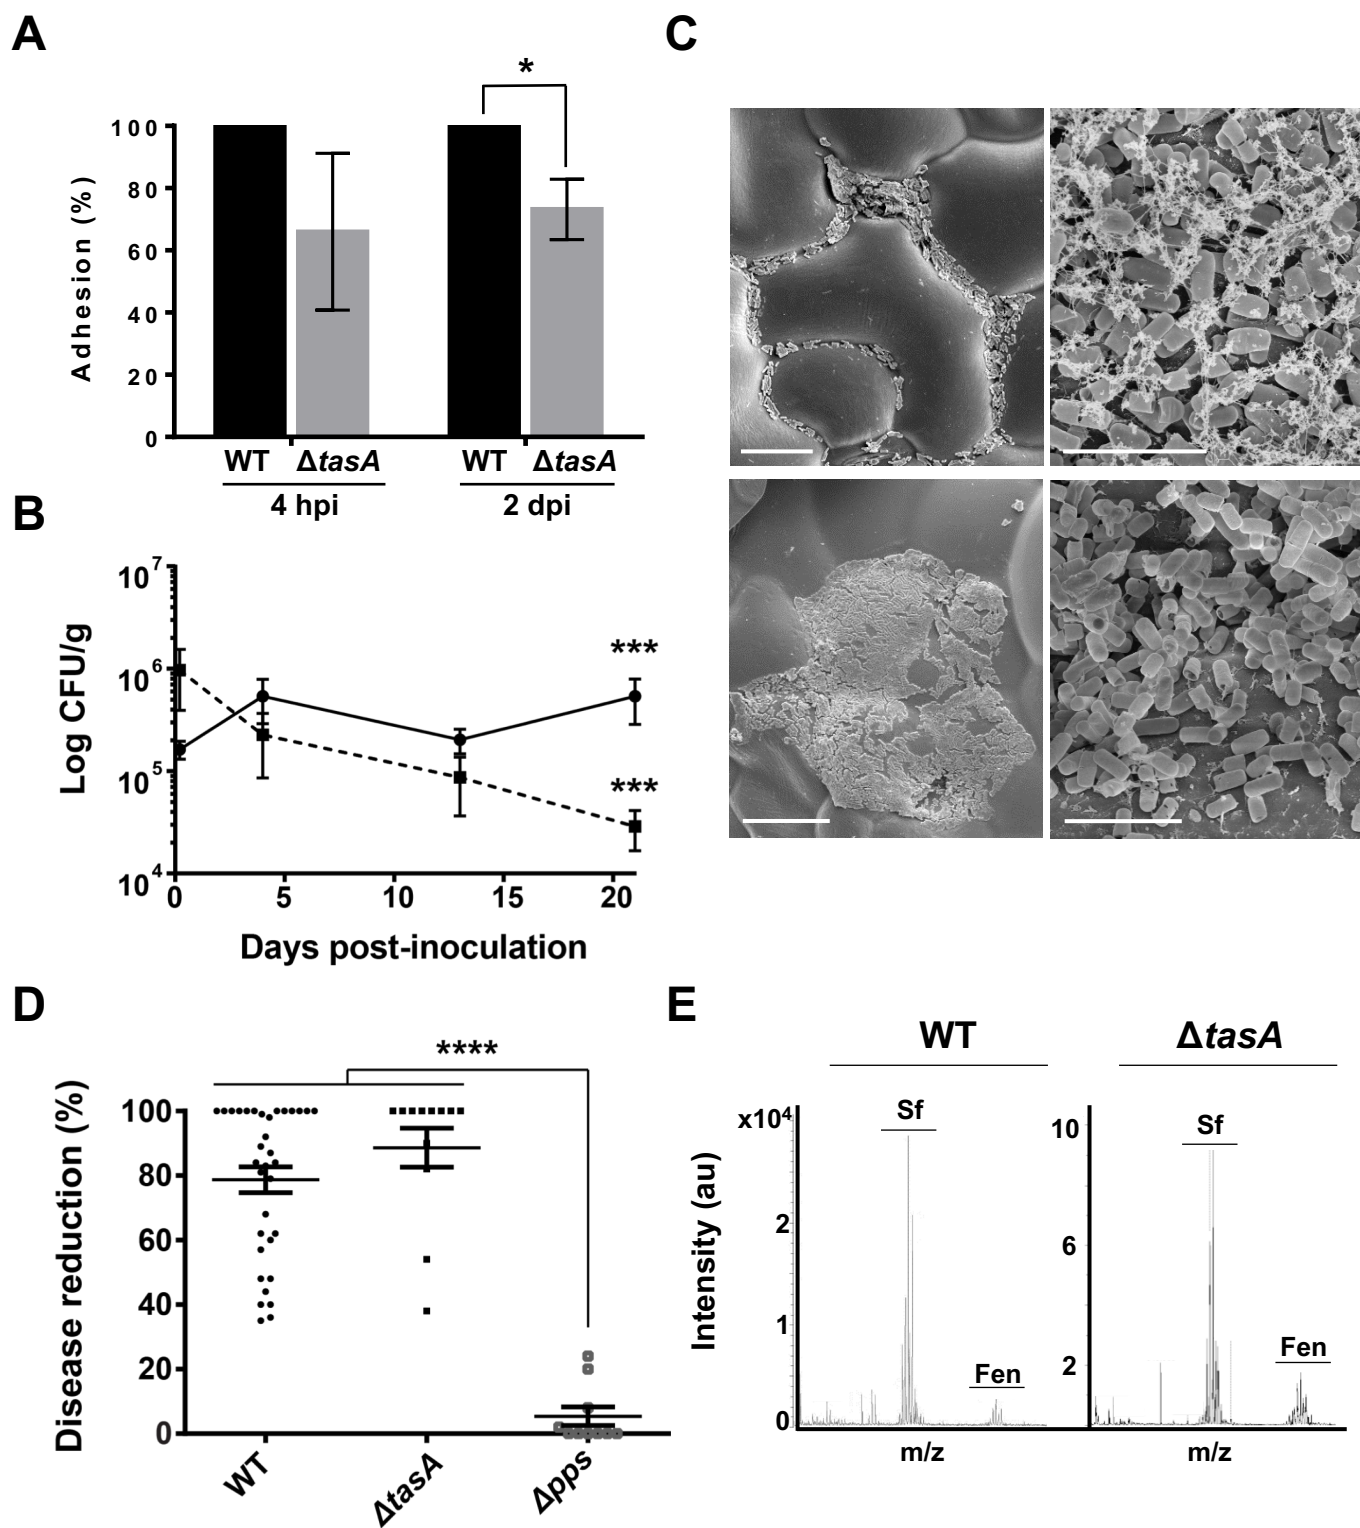 A
*
Adhesion (%)
100
80
60
40
20
0
WT ΔtasA WT ΔtasA
4 hpi 2 dpi
B
Log CFU/g
10^7
10^6
10^5
10^4
***
***
0 5 10 15 20
Days post-inoculation
C
D
****
Disease reduction (%)
100
80
60
40
20
0
WT ΔtasA Δpps
E
WT ΔtasA
Intensity (au)
x10^4
2
1
0
Sf
Fen
m/z
10
6
2
Sf
Fen
m/z